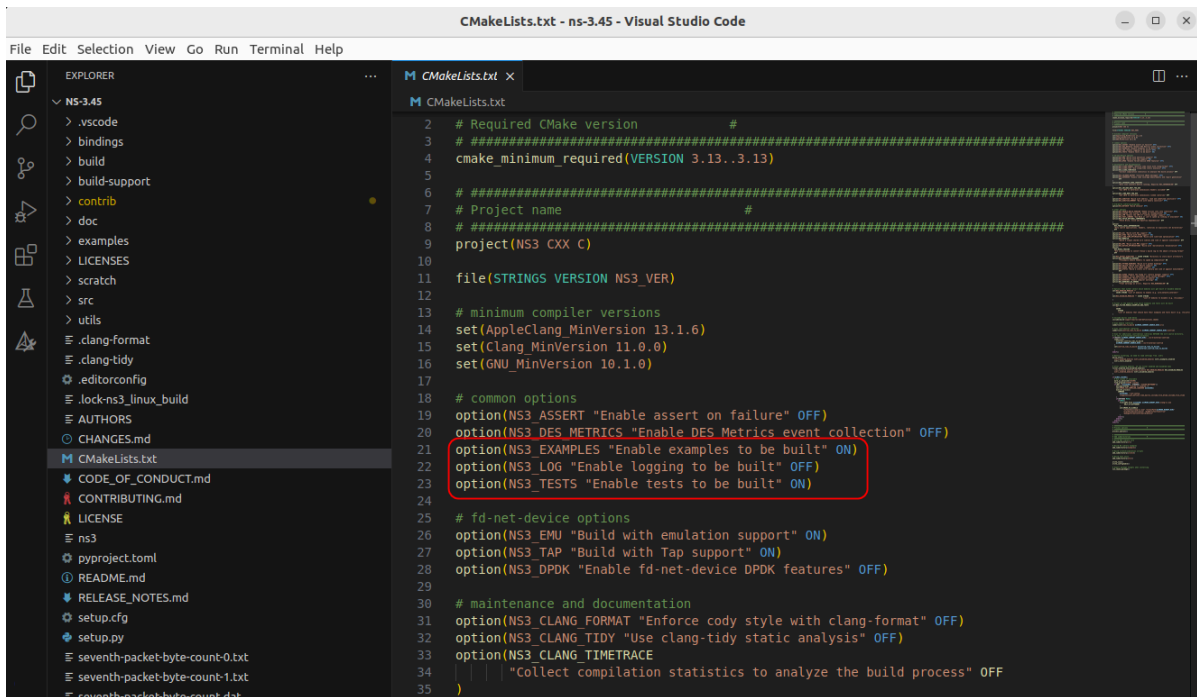 CMakeLists.txt - ns-3.45 - Visual Studio Code
File Edit Selection View Go Run Terminal Help
EXPLORER
NS-3.45
.vscode
bindings
build
build-support
contrib
doc
examples
LICENSES
scratch
src
utils
.clang-format
.clang-tidy
.editorconfig
.lock-ns3_linux_build
AUTHORS
CHANGES.md
CMakeLists.txt
CODE_OF_CONDUCT.md
CONTRIBUTING.md
LICENSE
ns3
pyproject.toml
README.md
RELEASE_NOTES.md
setup.cfg
setup.py
seventh-packet-byte-count-0.txt
seventh-packet-byte-count-1.txt
seventh-packet-byte-count.dat
CMakeLists.txt
CMakeLists.txt
2 # Required CMake version #
3 # ##############################################################################
4 cmake_minimum_required(VERSION 3.13..3.13)
5
6 # ##############################################################################
7 # Project name #
8 # ##############################################################################
9 project(NS3 CXX C)
10
11 file(STRINGS VERSION NS3_VER)
12
13 # minimum compiler versions
14 set(AppleClang_MinVersion 13.1.6)
15 set(Clang_MinVersion 11.0.0)
16 set(GNU_MinVersion 10.1.0)
17
18 # common options
19 option(NS3_ASSERT "Enable assert on failure" OFF)
20 option(NS3_DES_METRICS "Enable DES Metrics event collection" OFF)
21 option(NS3_EXAMPLES "Enable examples to be built" ON)
22 option(NS3_LOG "Enable logging to be built" OFF)
23 option(NS3_TESTS "Enable tests to be built" ON)
24
25 # fd-net-device options
26 option(NS3_EMU "Build with emulation support" ON)
27 option(NS3_TAP "Build with Tap support" ON)
28 option(NS3_DPDK "Enable fd-net-device DPDK features" OFF)
29
30 # maintenance and documentation
31 option(NS3_CLANG_FORMAT "Enforce cody style with clang-format" OFF)
32 option(NS3_CLANG_TIDY "Use clang-tidy static analysis" OFF)
33 option(NS3_CLANG_TIMETRACE
34 "Collect compilation statistics to analyze the build process" OFF
35 )